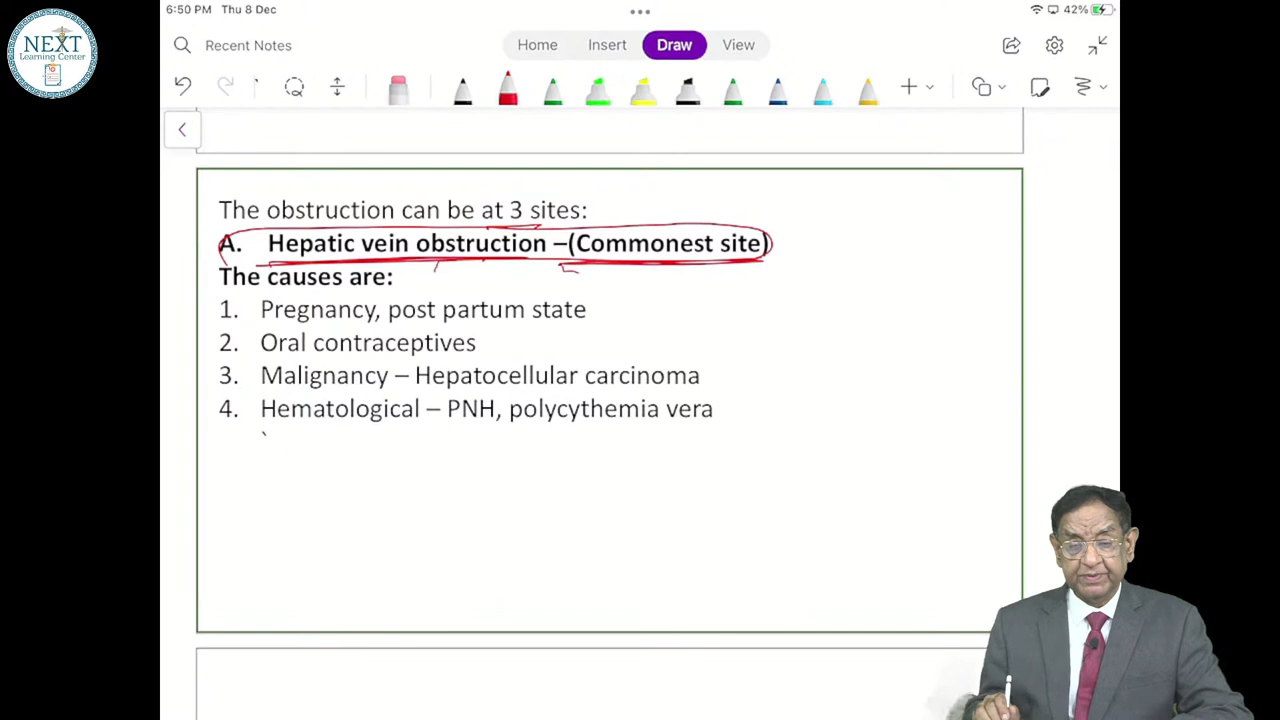 6:50 PM Thu 8 Dec
42%
NEXT
Learning Center
Recent Notes
Home Insert Draw View
The obstruction can be at 3 sites:
A. Hepatic vein obstruction –(Commonest site)
The causes are:
1. Pregnancy, post partum state
2. Oral contraceptives
3. Malignancy – Hepatocellular carcinoma
4. Hematological – PNH, polycythemia vera